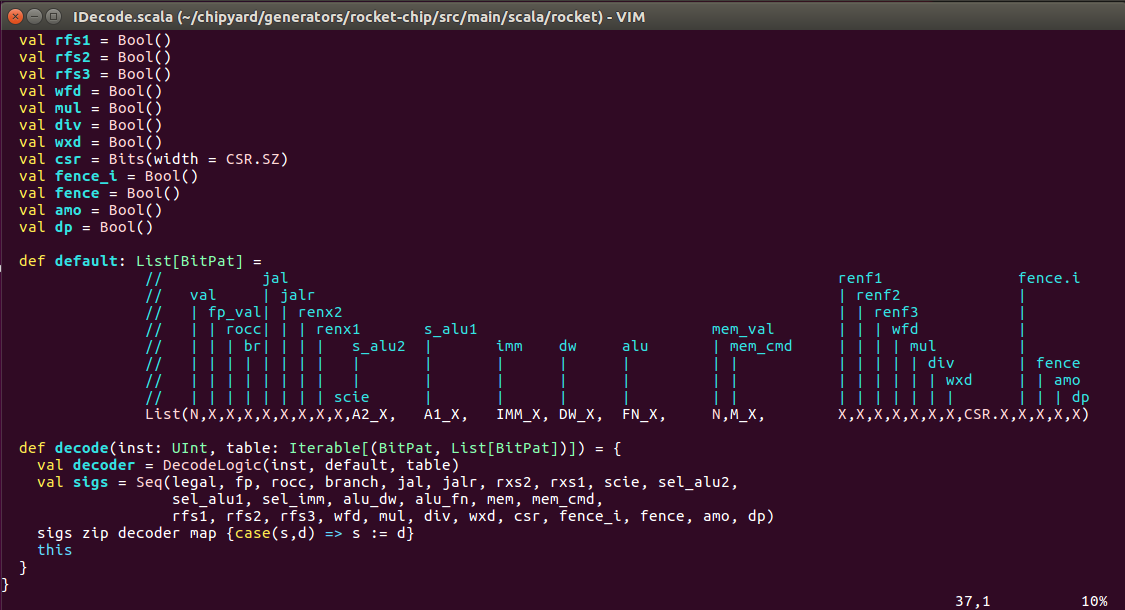 IDecode.scala (~/chipyard/generators/rocket-chip/src/main/scala/rocket) - VIM
  val rfs1 = Bool()
  val rfs2 = Bool()
  val rfs3 = Bool()
  val wfd = Bool()
  val mul = Bool()
  val div = Bool()
  val wxd = Bool()
  val csr = Bits(width = CSR.SZ)
  val fence_i = Bool()
  val fence = Bool()
  val amo = Bool()
  val dp = Bool()
  def default: List[BitPat] =
                //           jal                                                             renf1               fence.i
                //   val     | jalr                                                          | renf2             |
                //   | fp_val| | renx2                                                       | | renf3           |
                //   | | rocc| | | renx1       s_alu1                          mem_val       | | | wfd           |
                //   | | | br| | | |   s_alu2  |       imm    dw     alu       | mem_cmd     | | | | mul         |
                //   | | | | | | | |   |       |       |      |      |         | |           | | | | | div       | fence
                //   | | | | | | | |   |       |       |      |      |         | |           | | | | | | wxd     | | amo
                //   | | | | | | | | scie      |       |      |      |         | |           | | | | | | |       | | | dp
                List(N,X,X,X,X,X,X,X,X,A2_X,   A1_X,   IMM_X, DW_X,  FN_X,     N,M_X,        X,X,X,X,X,X,X,CSR.X,X,X,X,X)
  def decode(inst: UInt, table: Iterable[(BitPat, List[BitPat])]) = {
    val decoder = DecodeLogic(inst, default, table)
    val sigs = Seq(legal, fp, rocc, branch, jal, jalr, rxs2, rxs1, scie, sel_alu2,
                   sel_alu1, sel_imm, alu_dw, alu_fn, mem, mem_cmd,
                   rfs1, rfs2, rfs3, wfd, mul, div, wxd, csr, fence_i, fence, amo, dp)
    sigs zip decoder map {case(s,d) => s := d}
    this
  }
}
37,1          10%